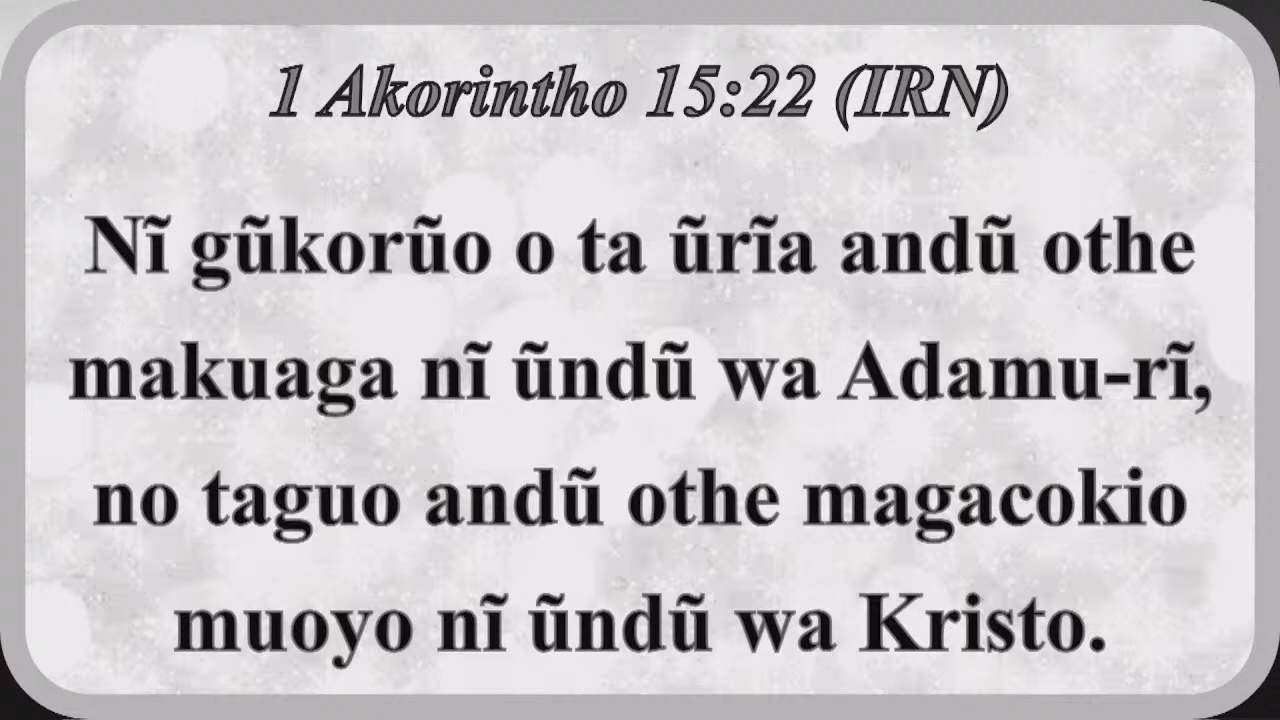 1 Akorintho 15:22 (IRN)
Nĩ gũkorũo o ta ũrĩa andũ othe
makuaga nĩ ũndũ wa Adamu-rĩ,
no taguo andũ othe magacokio
muoyo nĩ ũndũ wa Kristo.